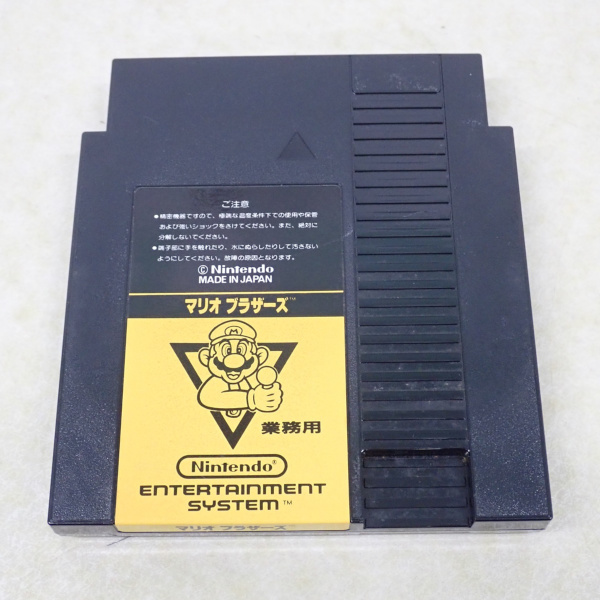 ご注意
●精密機器ですので、極端な温度条件下での使用や保管
および強いショックをさけてください。また、絶対に
分解しないでください。
●端子部に手を触れたり、水にぬらしたりして汚さない
ようにしてください。故障の原因となります。
© Nintendo
MADE IN JAPAN
マリオ ブラザーズ™
M
業務用
Nintendo®
ENTERTAINMENT
SYSTEM™
マリオ ブラザーズ